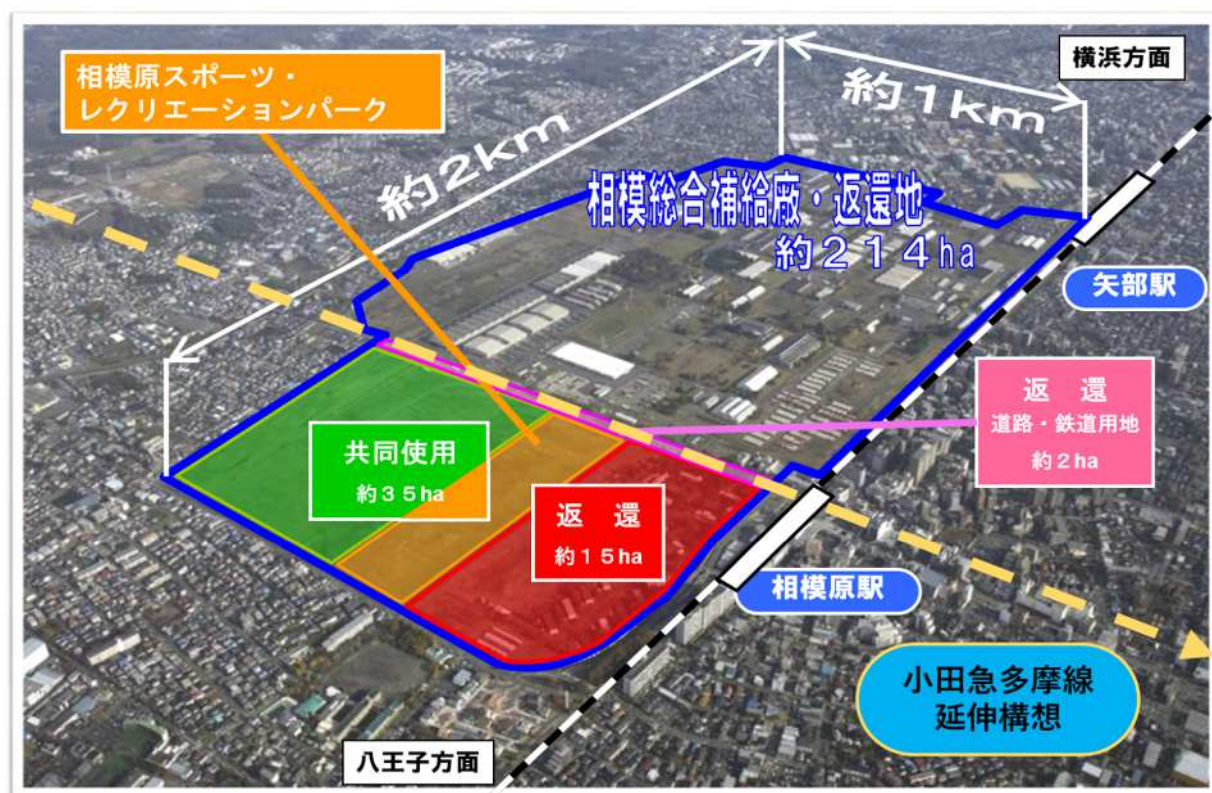 相模原スポーツ・
レクリエーションパーク
横浜方面
約2km
約1km
相模総合補給廠・返還地
約214ha
矢部駅
返 還
道路・鉄道用地
約2ha
共同使用
約35ha
返 還
約15ha
相模原駅
小田急多摩線
延伸構想
八王子方面